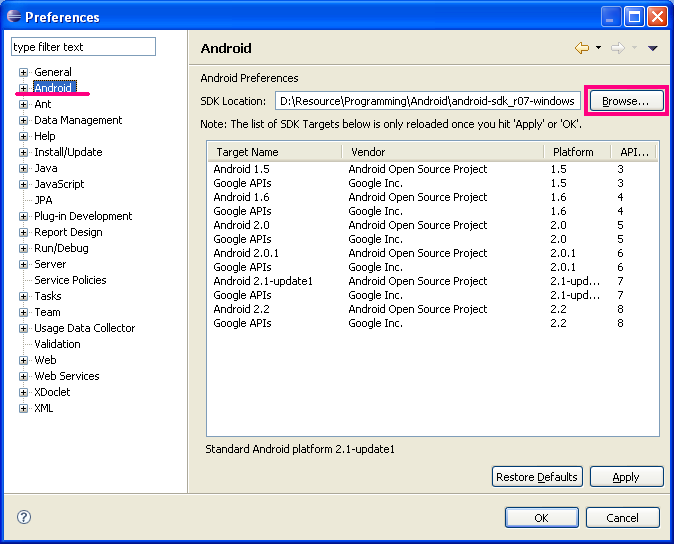 Preferences
type filter text
General
Android
Ant
Data Management
Help
Install/Update
Java
JavaScript
JPA
Plug-in Development
Report Design
Run/Debug
Server
Service Policies
Tasks
Team
Usage Data Collector
Validation
Web
Web Services
XDoclet
XML
Android
Android Preferences
SDK Location: D:\Resource\Programming\Android\android-sdk_r07-windows Browse...
Note: The list of SDK Targets below is only reloaded once you hit 'Apply' or 'OK'.
Target Name Vendor Platform API...
Android 1.5 Android Open Source Project 1.5 3
Google APIs Google Inc. 1.5 3
Android 1.6 Android Open Source Project 1.6 4
Google APIs Google Inc. 1.6 4
Android 2.0 Android Open Source Project 2.0 5
Google APIs Google Inc. 2.0 5
Android 2.0.1 Android Open Source Project 2.0.1 6
Google APIs Google Inc. 2.0.1 6
Android 2.1-update1 Android Open Source Project 2.1-upd... 7
Google APIs Google Inc. 2.1-upd... 7
Android 2.2 Android Open Source Project 2.2 8
Google APIs Google Inc. 2.2 8
Standard Android platform 2.1-update1
Restore Defaults Apply
? OK Cancel